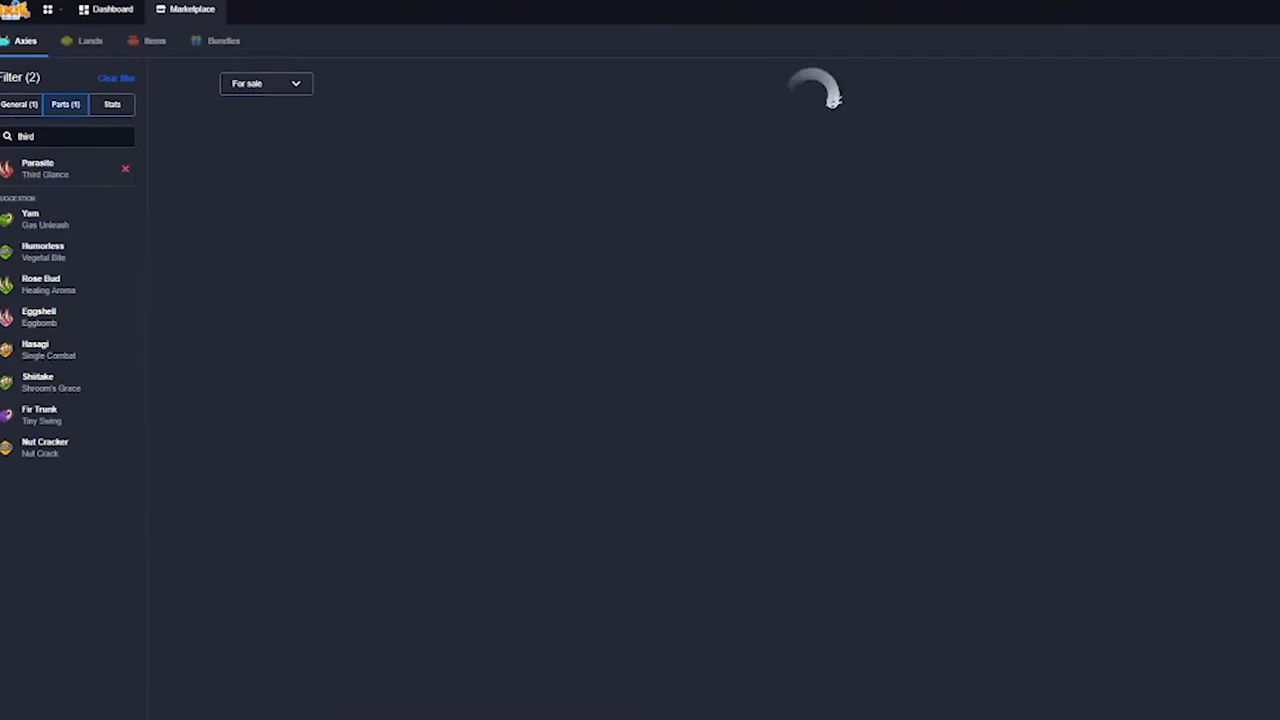 Dashboard
Marketplace
Axies
Lands
Items
Bundles
Filter (2)
Clear filter
General (1)
Parts (1)
Stats
For sale
third
Parasite
Third Glance
Yam
Gas Unleash
Humorless
Vegetal Bite
Rose Bud
Healing Aroma
Eggshell
Eggbomb
Hasagi
Single Combat
Shiitake
Shroom's Grace
Fir Trunk
Tiny Swing
Nut Cracker
Nut Crack